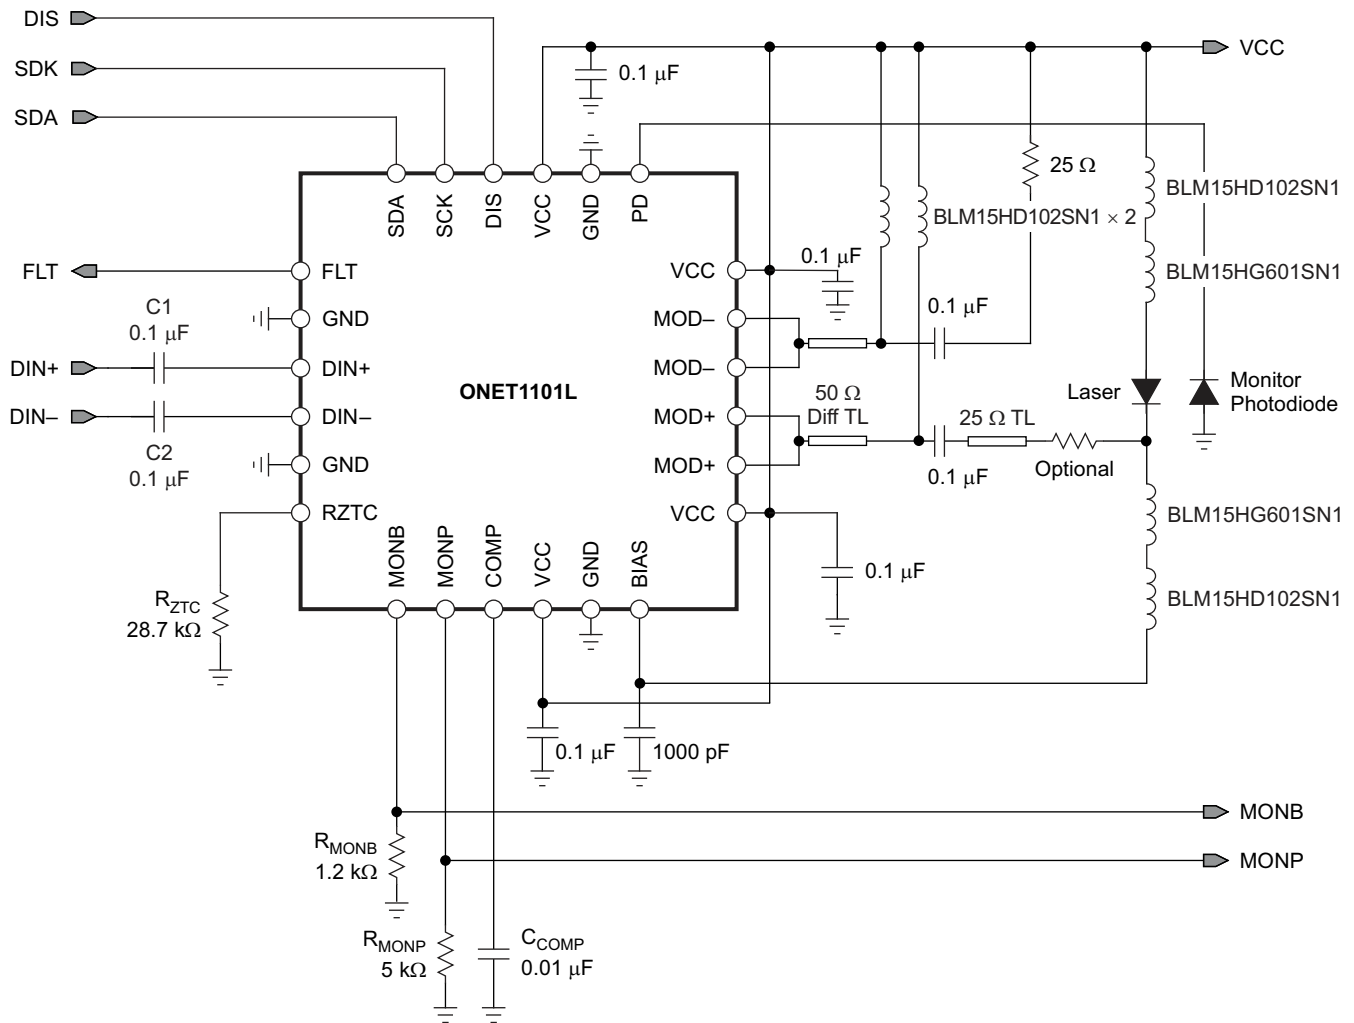 DIS
SDK
SDA
VCC
0.1 μF
25 Ω
BLM15HD102SN1
BLM15HD102SN1 × 2
BLM15HG601SN1
SDA
SCK
DIS
VCC
GND
PD
FLT
FLT
VCC
0.1 μF
C1
0.1 μF
GND
MOD–
0.1 μF
DIN+
DIN+
MOD–
ONET1101L
50 Ω
Diff TL
Laser
Monitor
Photodiode
DIN–
DIN–
MOD+
25 Ω TL
C2
0.1 μF
GND
MOD+
0.1 μF
Optional
RZTC
VCC
BLM15HG601SN1
MONB
MONP
COMP
VCC
GND
BIAS
0.1 μF
BLM15HD102SN1
RZTC
28.7 kΩ
0.1 μF
1000 pF
MONB
RMONB
1.2 kΩ
MONP
RMONP
5 kΩ
CCOMP
0.01 μF